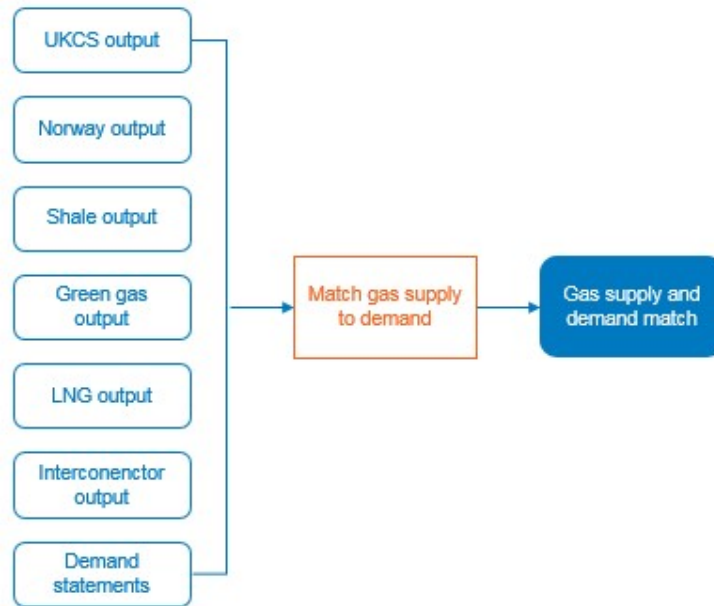 UKCS output
Norway output
Shale output
Green gas
output
LNG output
Interconenctor
output
Demand
statements
Match gas supply
to demand
Gas supply and
demand match